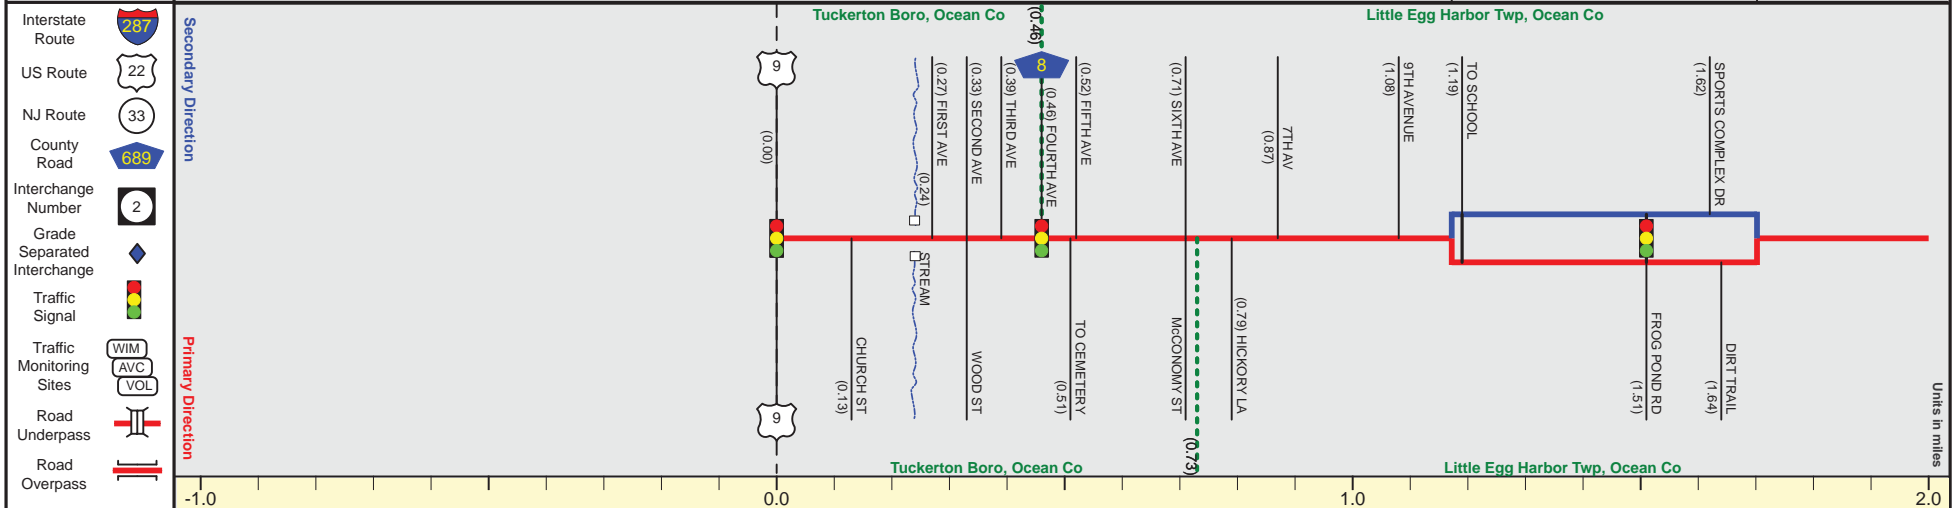 Interstate
Route
287
US Route
22
NJ Route
33
County
Road
689
Interchange
Number
2
Grade
Separated
Interchange
Traffic
Signal
Traffic
Monitoring
Sites
WIM
AVC
VOL
Road
Underpass
Road
Overpass
Secondary Direction
Primary Direction
Tuckerton Boro, Ocean Co
(0.46)
Little Egg Harbor Twp, Ocean Co
9
(0.00)
(0.24)
STREAM
(0.27) FIRST AVE
(0.33) SECOND AVE
(0.39) THIRD AVE
8
(0.46) FOURTH AVE
(0.52) FIFTH AVE
(0.71) SIXTH AVE
7TH AV
(0.87)
9TH AVENUE
(1.08)
TO SCHOOL
(1.19)
SPORTS COMPLEX DR
(1.62)
9
CHURCH ST
(0.13)
WOOD ST
TO CEMETERY
(0.51)
McCONOMY ST
(0.73)
(0.79) HICKORY LA
FROG POND RD
(1.51)
DIRT TRAIL
(1.64)
Units in miles
Tuckerton Boro, Ocean Co
Little Egg Harbor Twp, Ocean Co
-1.0
0.0
1.0
2.0